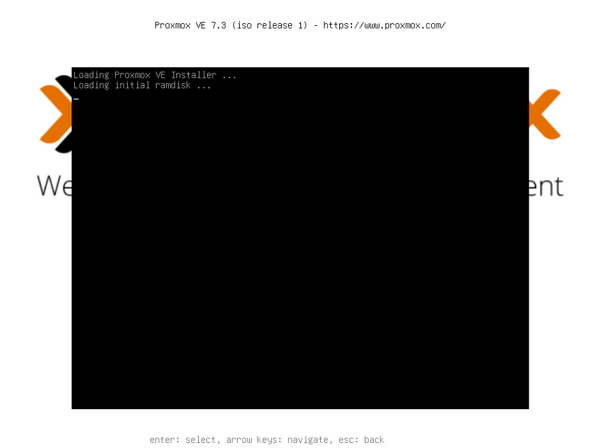 Proxmox VE 7.3 (iso release 1) - https://www.proxmox.com/
Loading Proxmox VE Installer ...
Loading initial ramdisk ...
We
ent
enter: select, arrow keys: navigate, esc: back